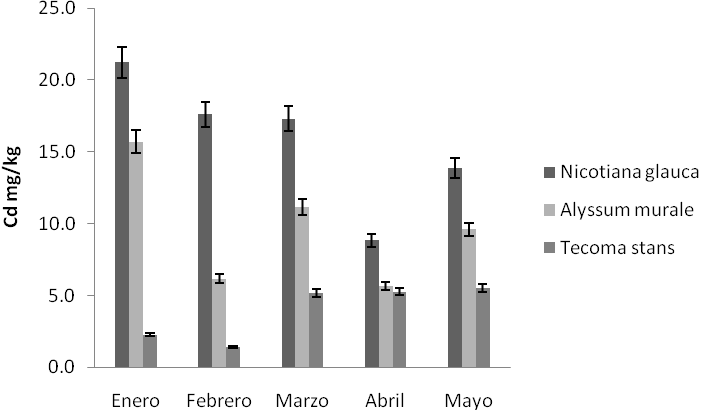 25.0
20.0
15.0
10.0
5.0
0.0
Cd mg/kg
Enero Febrero Marzo Abril Mayo
Nicotiana glauca
Alyssum murale
Tecoma stans